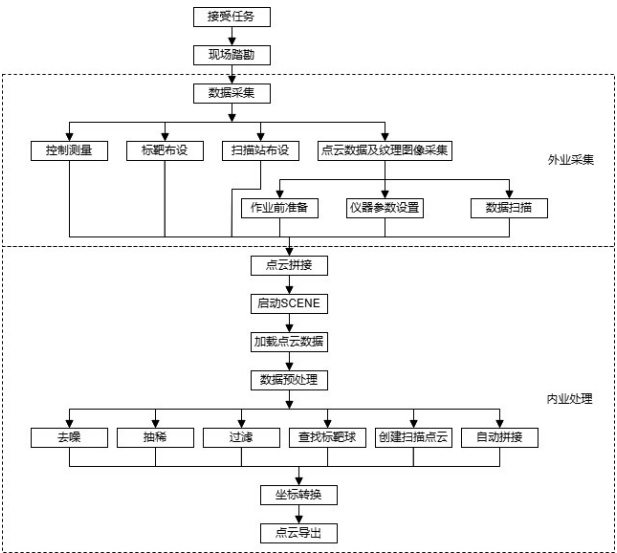 接受任务
现场踏勘
数据采集
控制测量
标靶布设
扫描站布设
点云数据及纹理图像采集
外业采集
作业前准备
仪器参数设置
数据扫描
点云拼接
启动SCENE
加载点云数据
数据预处理
内业处理
去噪
抽稀
过滤
查找标靶球
创建扫描点云
自动拼接
坐标转换
点云导出